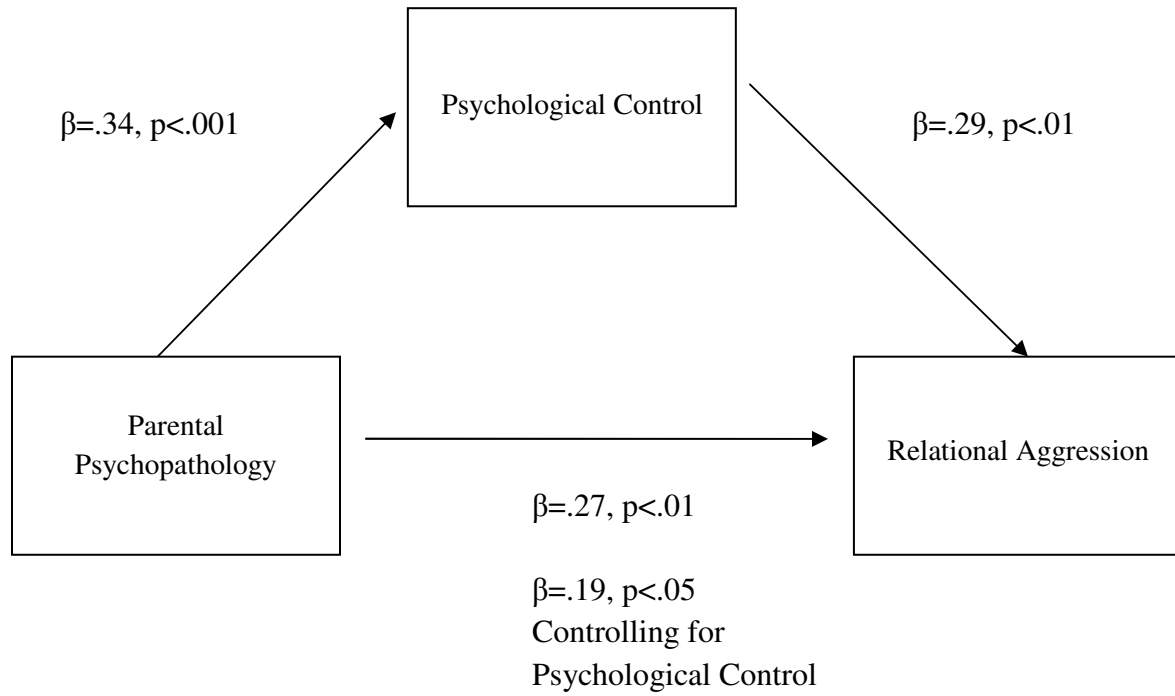 Psychological Control
β=.34, p<.001
β=.29, p<.01
Parental
Psychopathology
Relational Aggression
β=.27, p<.01
β=.19, p<.05
Controlling for
Psychological Control